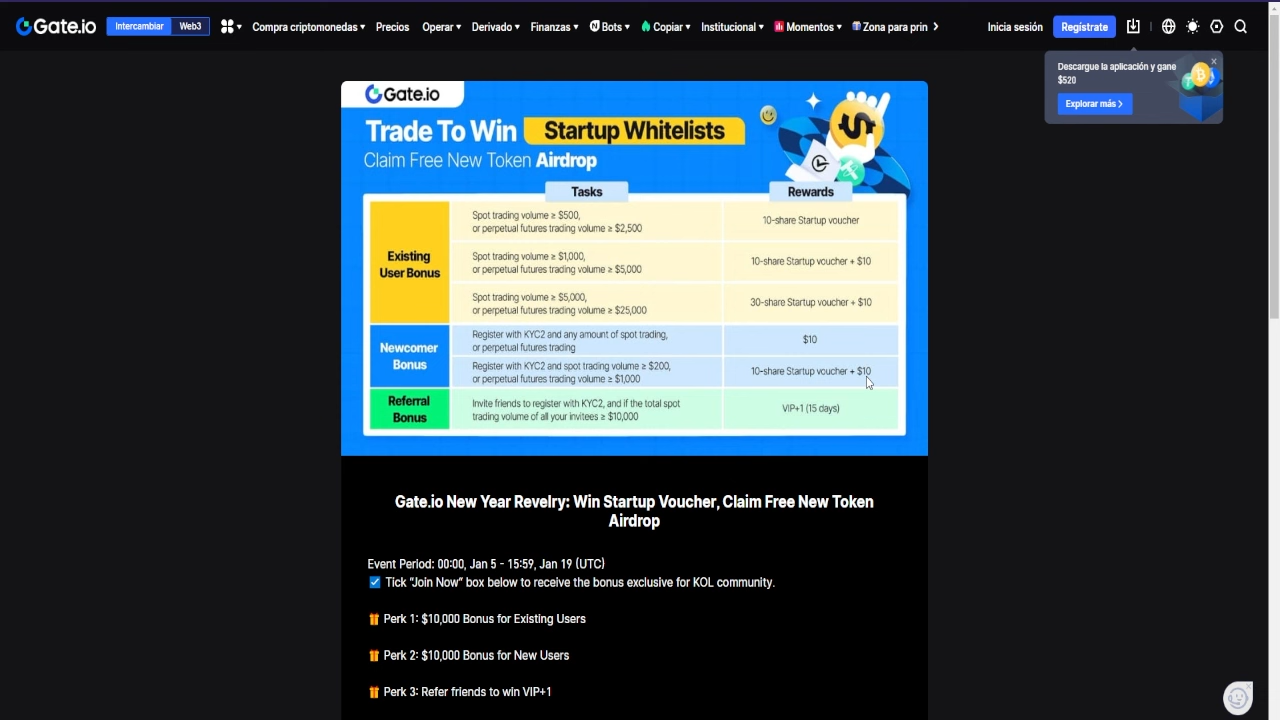 Gate.io
Intercambiar Web3 Compra criptomonedas Precios Operar Derivado Finanzas Bots Copiar Institucional Momentos Zona para prin Inicia sesión Regístrate
Descargue la aplicación y gane
$520
Explorar más
Gate.io
Trade To Win Startup Whitelists
Claim Free New Token Airdrop
Tasks Rewards
Existing
User Bonus
Spot trading volume ≥ $500,
or perpetual futures trading volume ≥ $2,500
10-share Startup voucher
Spot trading volume ≥ $1,000,
or perpetual futures trading volume ≥ $5,000
10-share Startup voucher + $10
Spot trading volume ≥ $5,000,
or perpetual futures trading volume ≥ $25,000
30-share Startup voucher + $10
Newcomer
Bonus
Register with KYC2 and any amount of spot trading,
or perpetual futures trading
$10
Register with KYC2 and spot trading volume ≥ $200,
or perpetual futures trading volume ≥ $1,000
10-share Startup voucher + $10
Referral
Bonus
Invite friends to register with KYC2, and if the total spot
trading volume of all your invitees ≥ $10,000
VIP+1 (15 days)
Gate.io New Year Revelry: Win Startup Voucher, Claim Free New Token
Airdrop
Event Period: 00:00, Jan 5 - 15:59, Jan 19 (UTC)
Tick “Join Now” box below to receive the bonus exclusive for KOL community.
Perk 1: $10,000 Bonus for Existing Users
Perk 2: $10,000 Bonus for New Users
Perk 3: Refer friends to win VIP+1